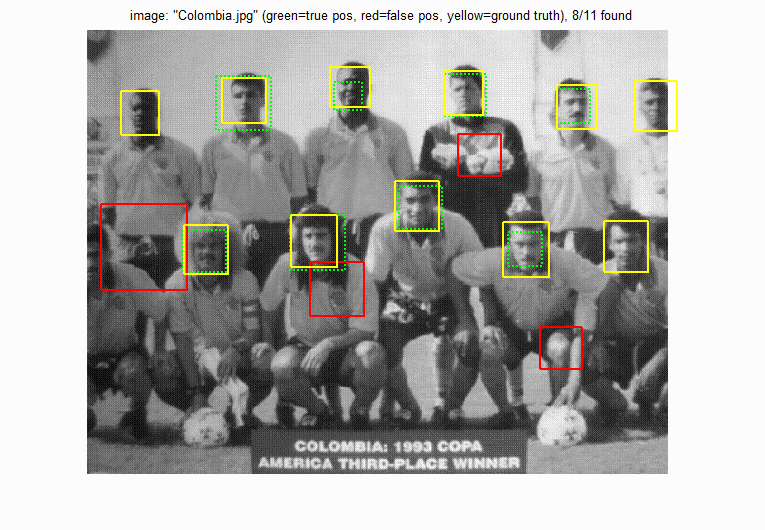 image: "Colombia.jpg" (green=true pos, red=false pos, yellow=ground truth), 8/11 found
COLOMBIA: 1993 COPA
AMERICA THIRD-PLACE WINNER